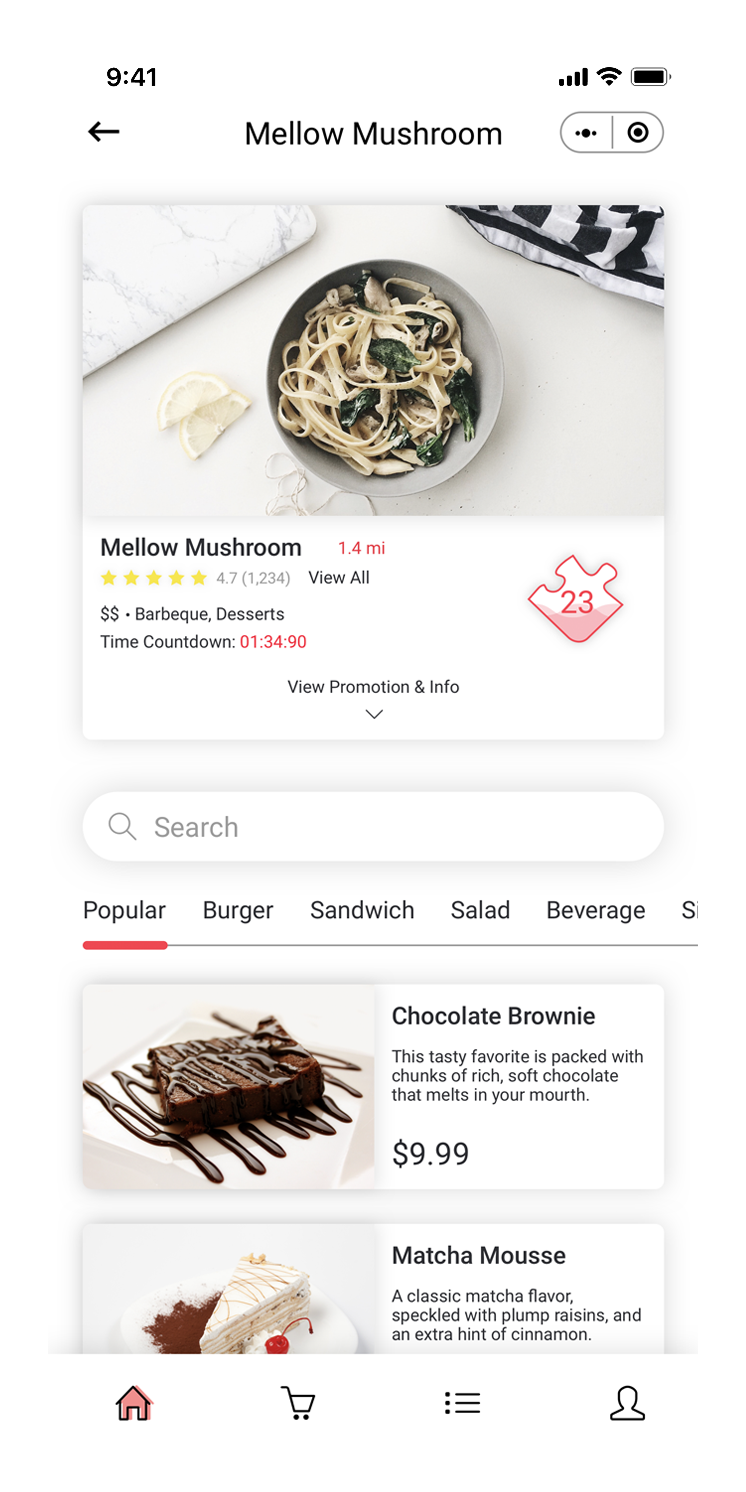 9:41
Mellow Mushroom
Mellow Mushroom 1.4 mi
4.7 (1,234) View All
$$ • Barbeque, Desserts
23
Time Countdown: 01:34:90
View Promotion & Info
Search
Popular Burger Sandwich Salad Beverage Si
Chocolate Brownie
This tasty favorite is packed with
chunks of rich, soft chocolate
that melts in your mourth.
$9.99
Matcha Mousse
A classic matcha flavor,
speckled with plump raisins, and
an extra hint of cinnamon.